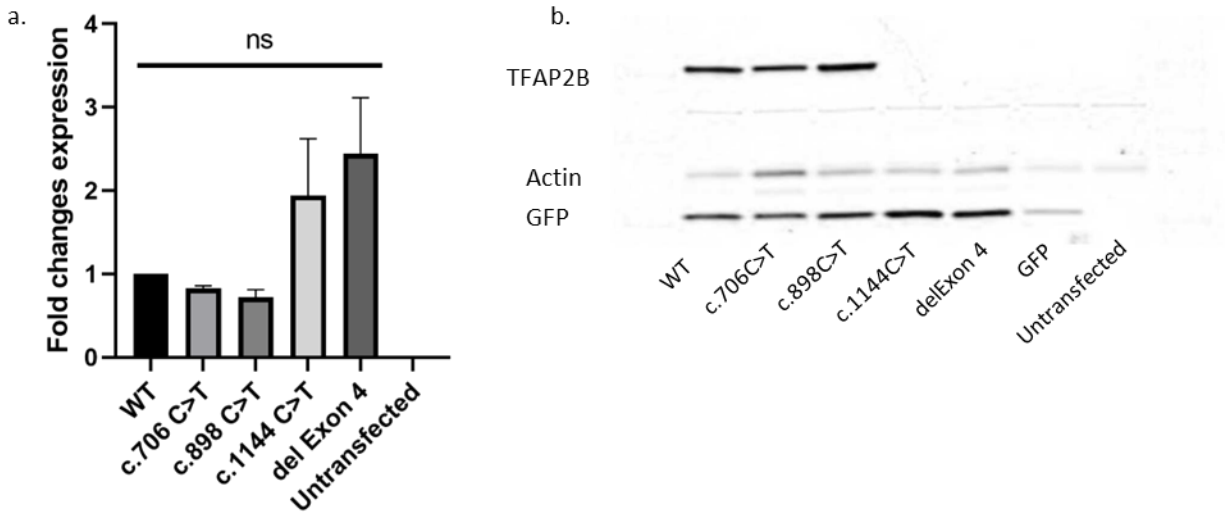 a.
Fold changes expression
4
3
2
1
0
ns
WT
c.706 C>T
c.898 C>T
c.1144 C>T
del Exon 4
Untransfected
b.
TFAP2B
Actin
GFP
WT
c.706C>T
c.898C>T
c.1144C>T
delExon 4
GFP
Untransfected